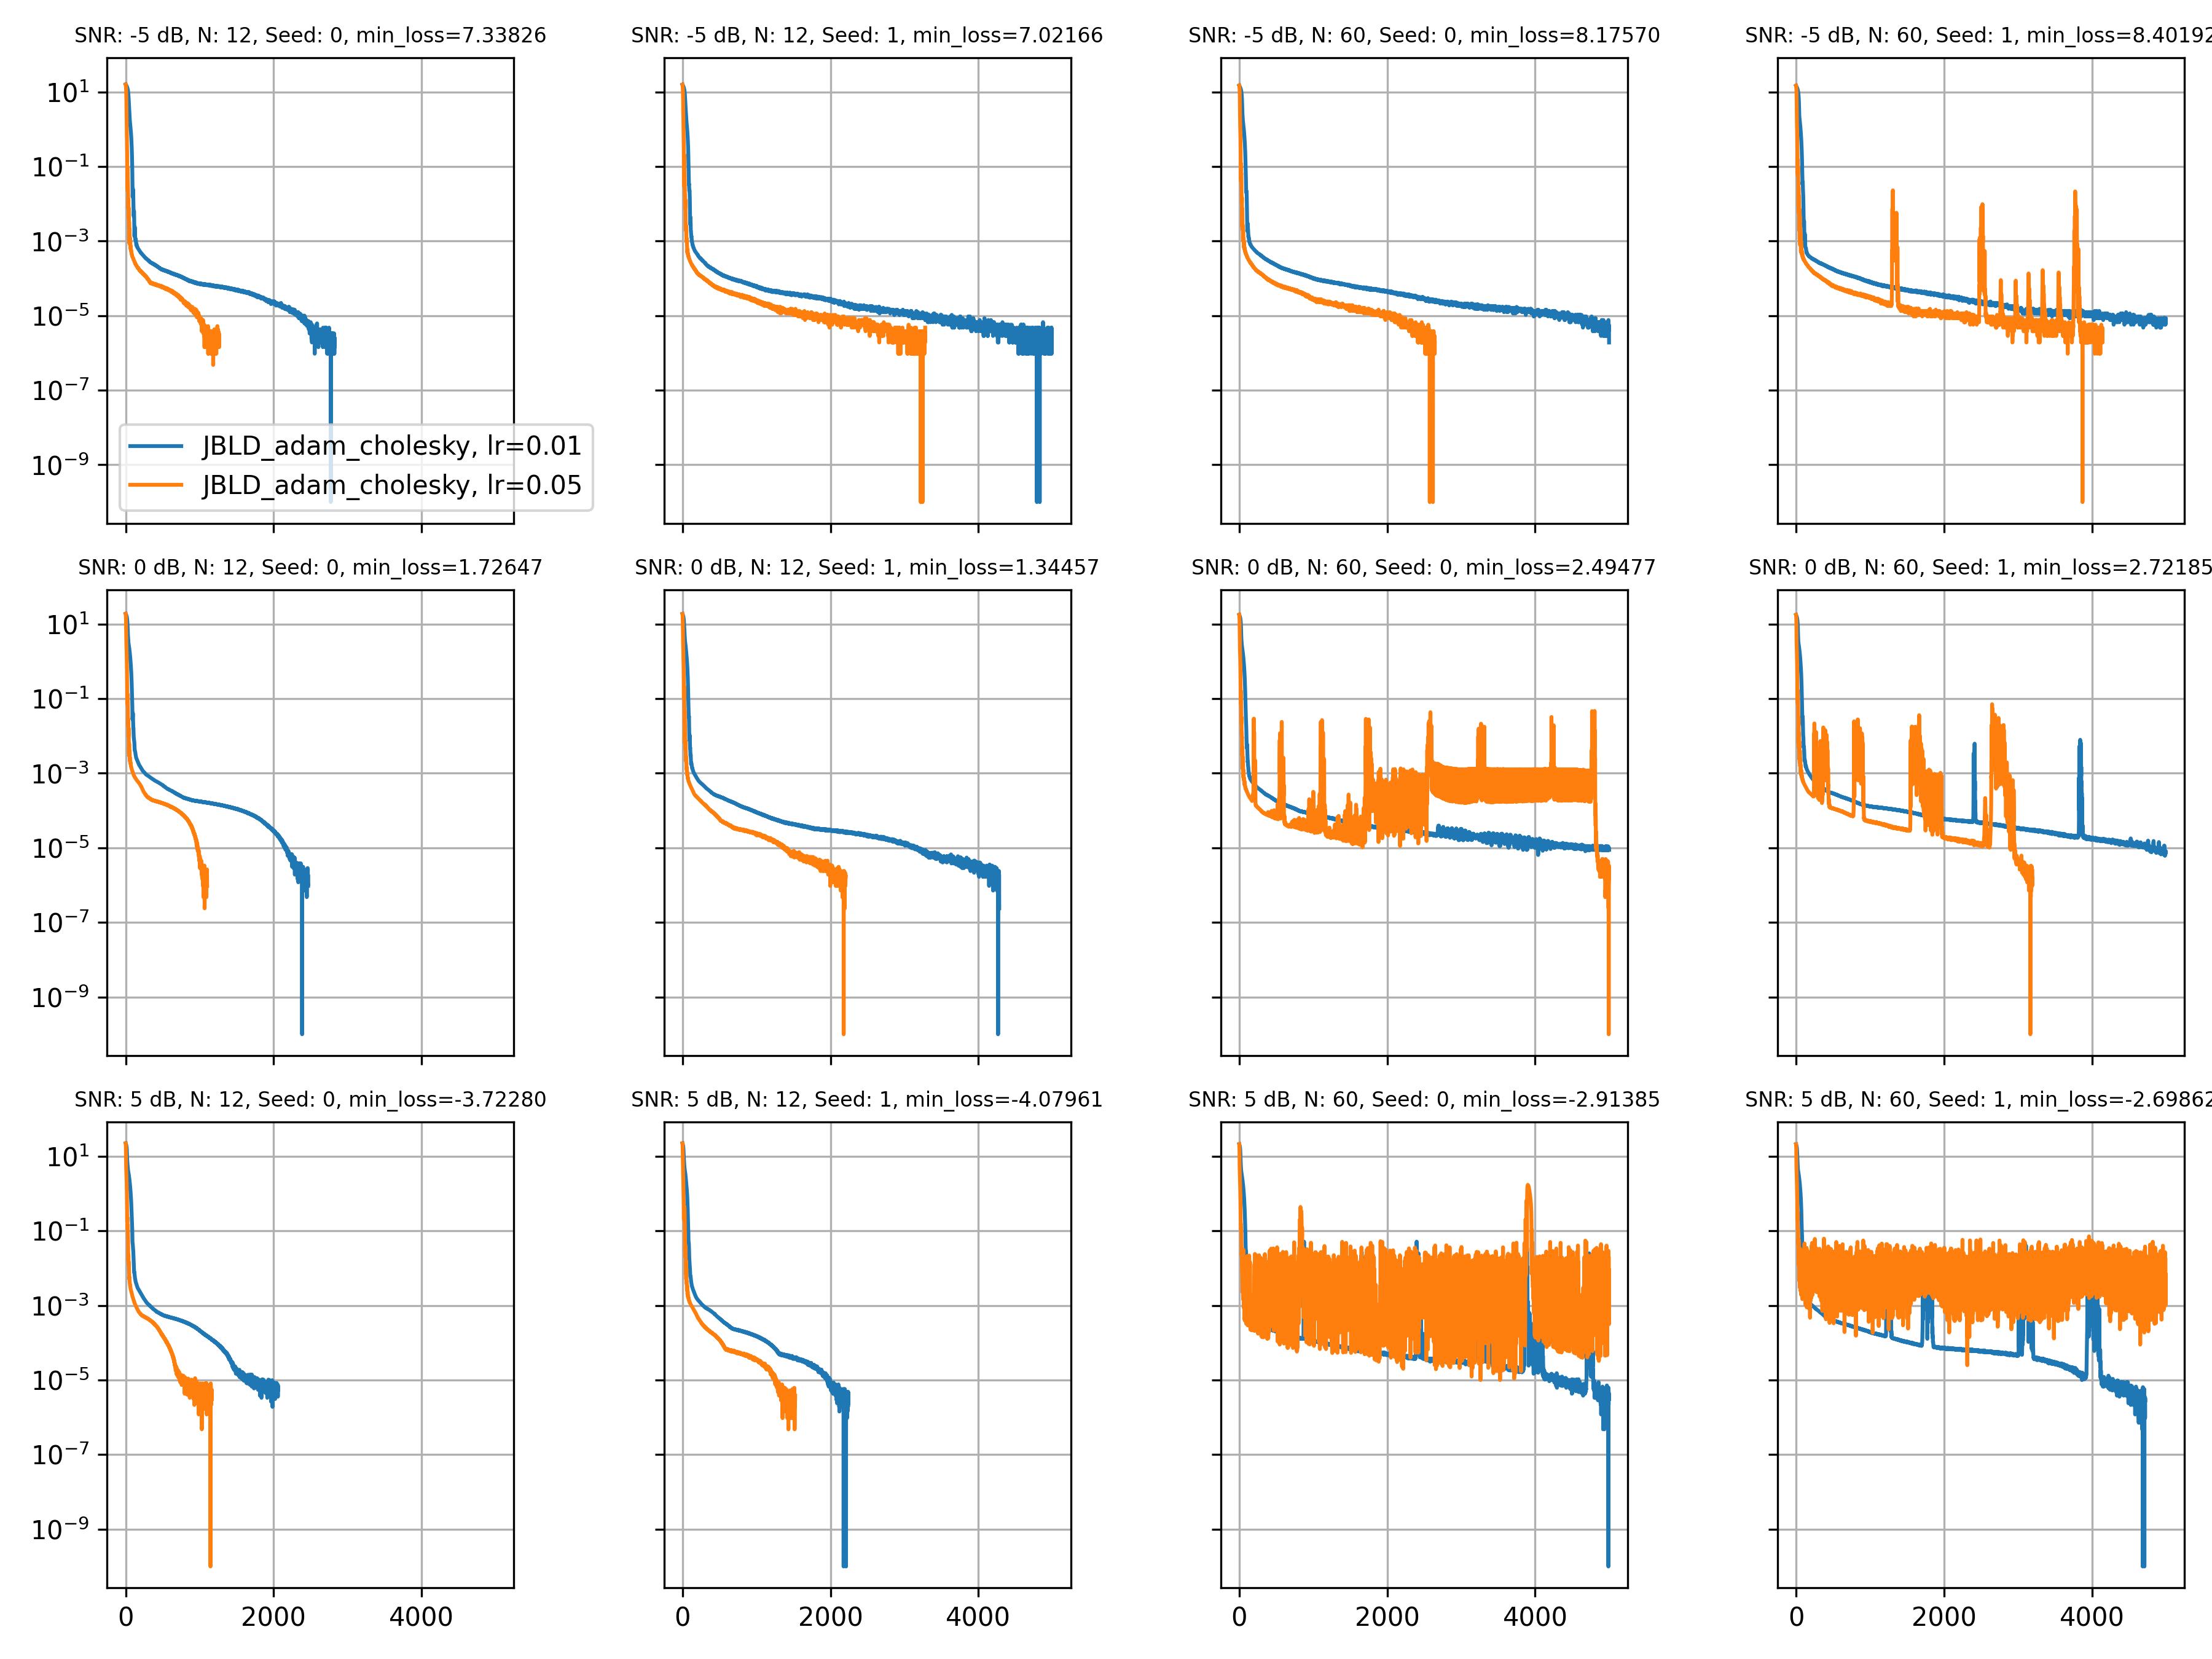 SNR: -5 dB, N: 12, Seed: 0, min_loss=7.33826
SNR: -5 dB, N: 12, Seed: 1, min_loss=7.02166
SNR: -5 dB, N: 60, Seed: 0, min_loss=8.17570
SNR: -5 dB, N: 60, Seed: 1, min_loss=8.40192
10^1
10^-1
10^-3
10^-5
10^-7
10^-9
JBLD_adam_cholesky, lr=0.01
JBLD_adam_cholesky, lr=0.05
SNR: 0 dB, N: 12, Seed: 0, min_loss=1.72647
SNR: 0 dB, N: 12, Seed: 1, min_loss=1.34457
SNR: 0 dB, N: 60, Seed: 0, min_loss=2.49477
SNR: 0 dB, N: 60, Seed: 1, min_loss=2.72185
10^1
10^-1
10^-3
10^-5
10^-7
10^-9
SNR: 5 dB, N: 12, Seed: 0, min_loss=-3.72280
SNR: 5 dB, N: 12, Seed: 1, min_loss=-4.07961
SNR: 5 dB, N: 60, Seed: 0, min_loss=-2.91385
SNR: 5 dB, N: 60, Seed: 1, min_loss=-2.69862
10^1
10^-1
10^-3
10^-5
10^-7
10^-9
0 2000 4000
0 2000 4000
0 2000 4000
0 2000 4000